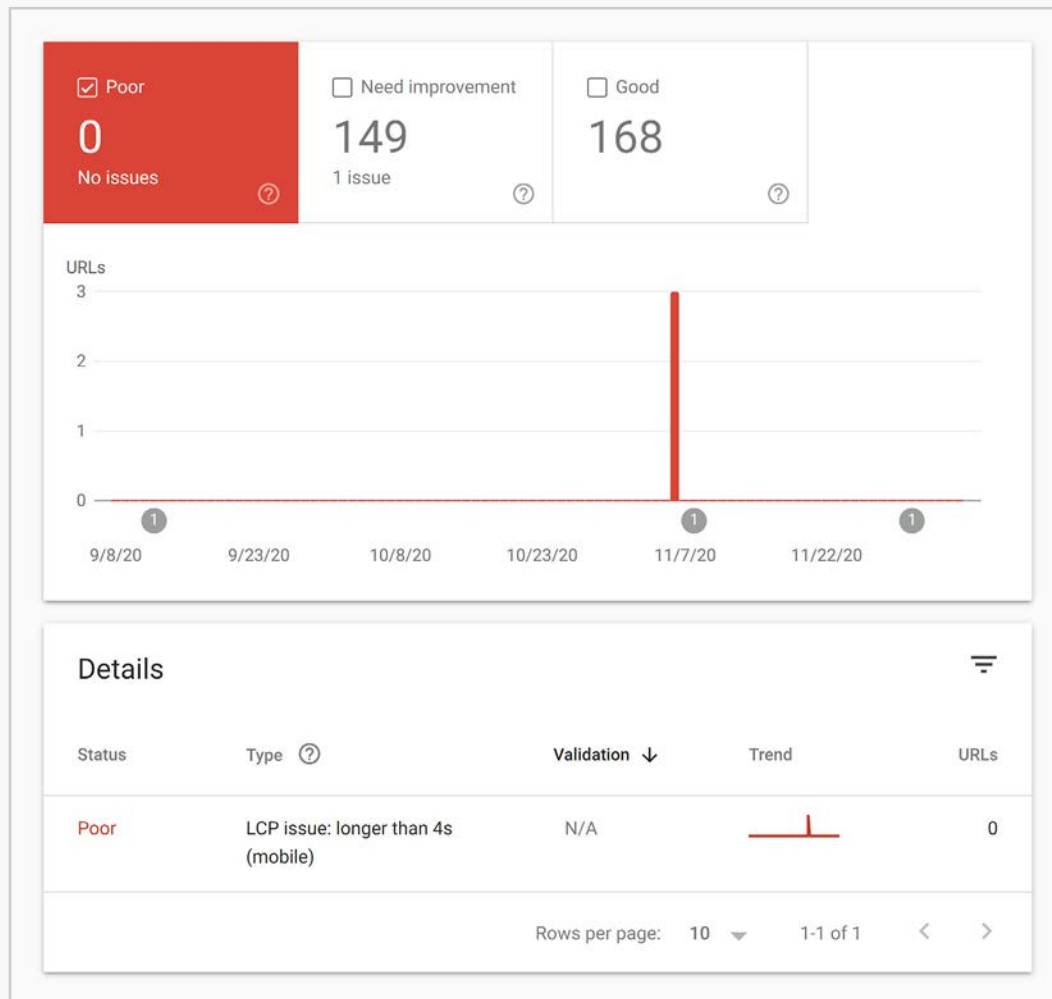 Poor
0
No issues
Need improvement
149
1 issue
Good
168
URLs
3
2
1
0
1 1 1
9/8/20 9/23/20 10/8/20 10/23/20 11/7/20 11/22/20
Details
Status Type Validation Trend URLs
Poor LCP issue: longer than 4s N/A 0
(mobile)
Rows per page: 10 1-1 of 1